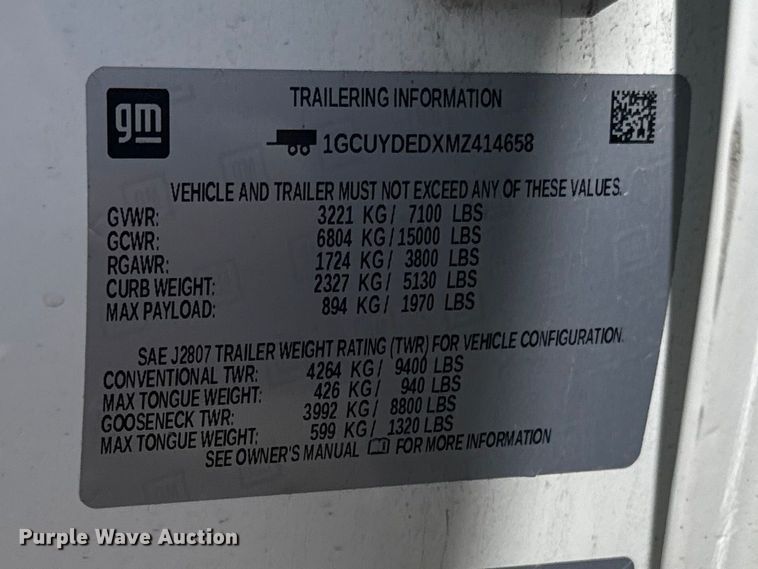 gm
TRAILERING INFORMATION
1GCUYDEDXMZ414658
VEHICLE AND TRAILER MUST NOT EXCEED ANY OF THESE VALUES.
GVWR: 3221 KG/ 7100 LBS
GCWR: 6804 KG/15000 LBS
RGAWR: 1724 KG/ 3800 LBS
CURB WEIGHT: 2327 KG/ 5130 LBS
MAX PAYLOAD: 894 KG/ 1970 LBS
SAE J2807 TRAILER WEIGHT RATING (TWR) FOR VEHICLE CONFIGURATION.
CONVENTIONAL TWR: 4264 KG/ 9400 LBS
MAX TONGUE WEIGHT: 426 KG/ 940 LBS
GOOSENECK TWR: 3992 KG/ 8800 LBS
MAX TONGUE WEIGHT: 599 KG/ 1320 LBS
SEE OWNER'S MANUAL FOR MORE INFORMATION
Purple Wave Auction